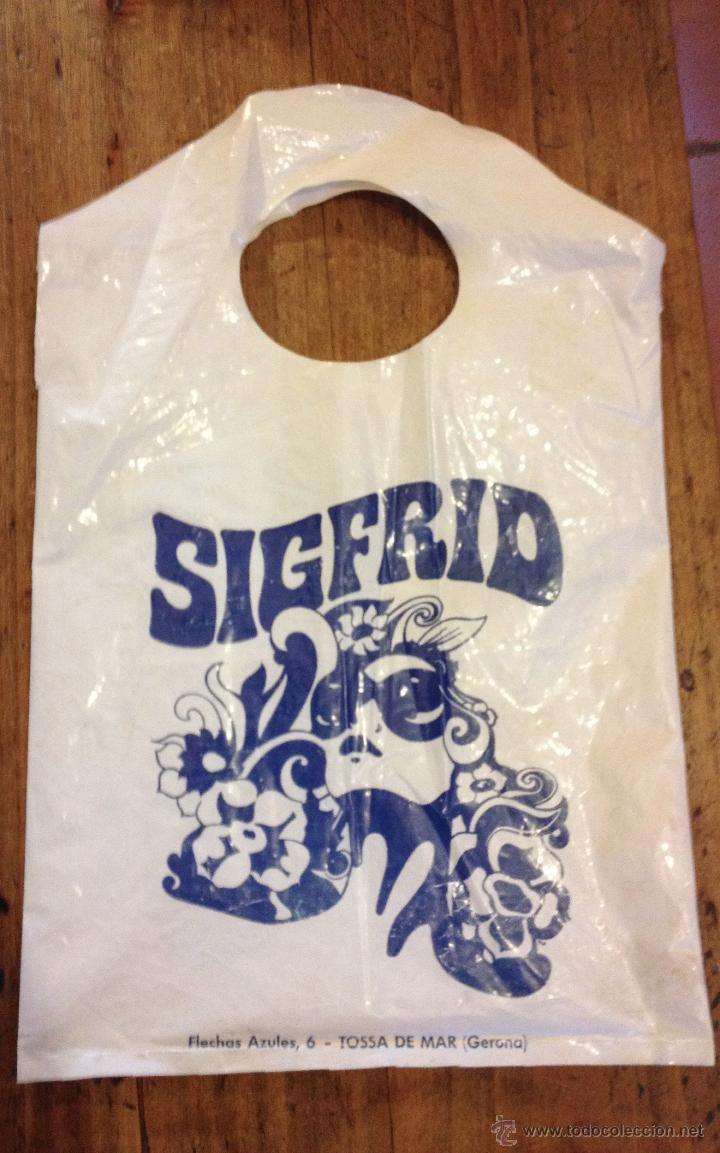 SIGFRID
Flechas Azules, 6 - TOSSA DE MAR (Gerona)
www.todocoleccion.net